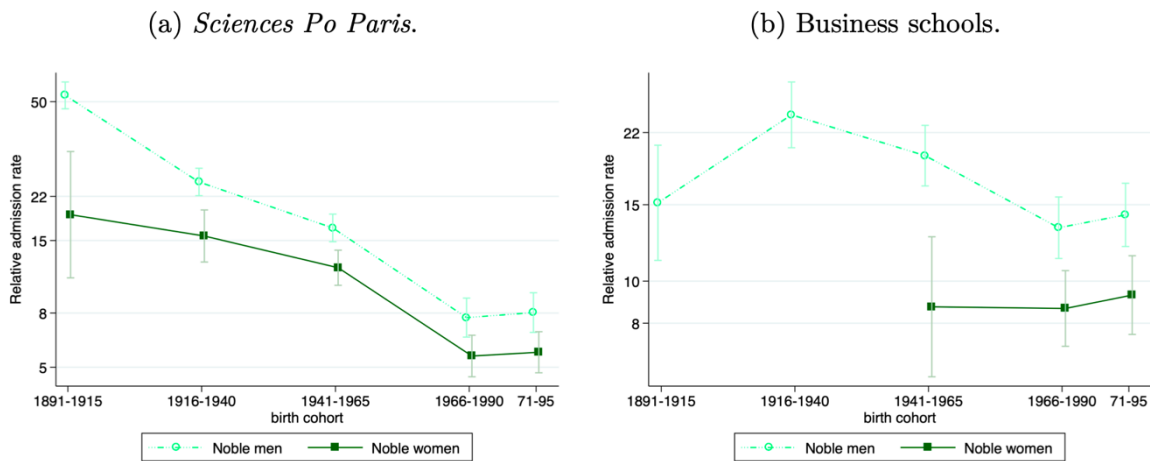 (a) Sciences Po Paris.
Relative admission rate
50
22
15
8
5
1891-1915 1916-1940 1941-1965 1966-1990 71-95
birth cohort
Noble men Noble women
(b) Business schools.
Relative admission rate
22
15
10
8
1891-1915 1916-1940 1941-1965 1966-1990 71-95
birth cohort
Noble men Noble women